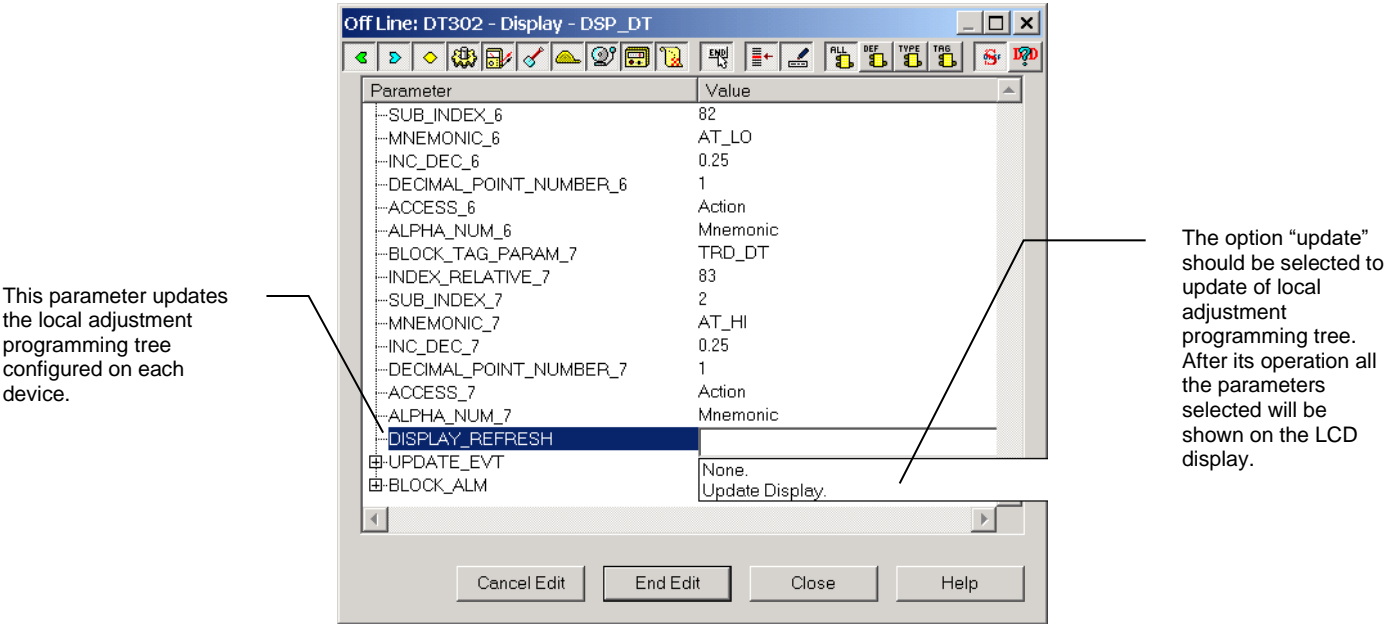 Off Line: DT302 - Display - DSP_DT
ALL DEF TYPE TAG
Parameter Value
SUB_INDEX_6 82
MNEMONIC_6 AT_LO
INC_DEC_6 0.25
DECIMAL_POINT_NUMBER_6 1
ACCESS_6 Action
ALPHA_NUM_6 Mnemonic
BLOCK_TAG_PARAM_7 TRD_DT
INDEX_RELATIVE_7 83
SUB_INDEX_7 2
MNEMONIC_7 AT_HI
INC_DEC_7 0.25
DECIMAL_POINT_NUMBER_7 1
ACCESS_7 Action
ALPHA_NUM_7 Mnemonic
DISPLAY_REFRESH
UPDATE_EVT
BLOCK_ALM
None.
Update Display.
Cancel Edit End Edit Close Help
This parameter updates
the local adjustment
programming tree
configured on each
device.
The option “update”
should be selected to
update of local
adjustment
programming tree.
After its operation all
the parameters
selected will be
shown on the LCD
display.